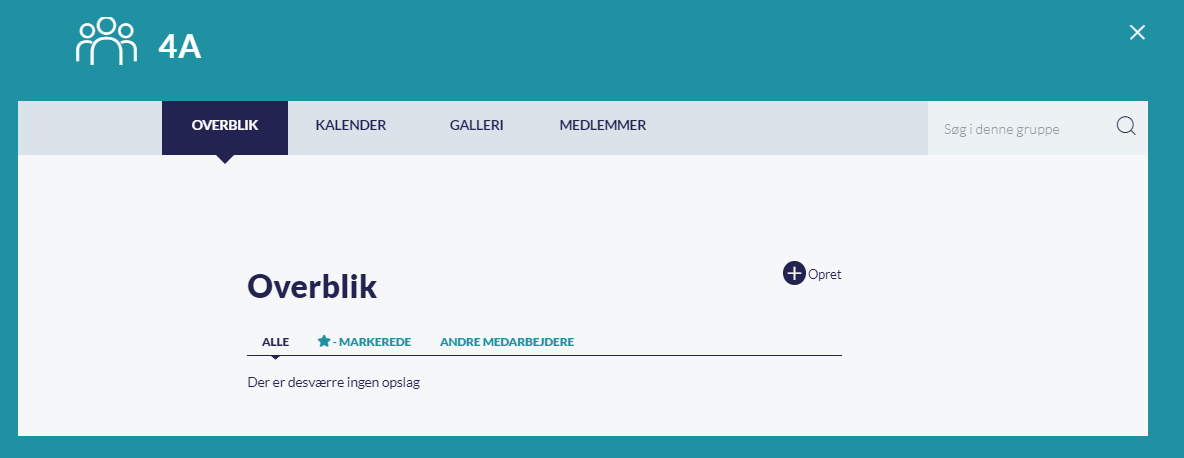 4A
OVERBLIK KALENDER GALLERI MEDLEMMER Søg i denne gruppe
Overblik
Opret
ALLE ★- MARKEREDE ANDRE MEDARBEJDERE
Der er desværre ingen opslag